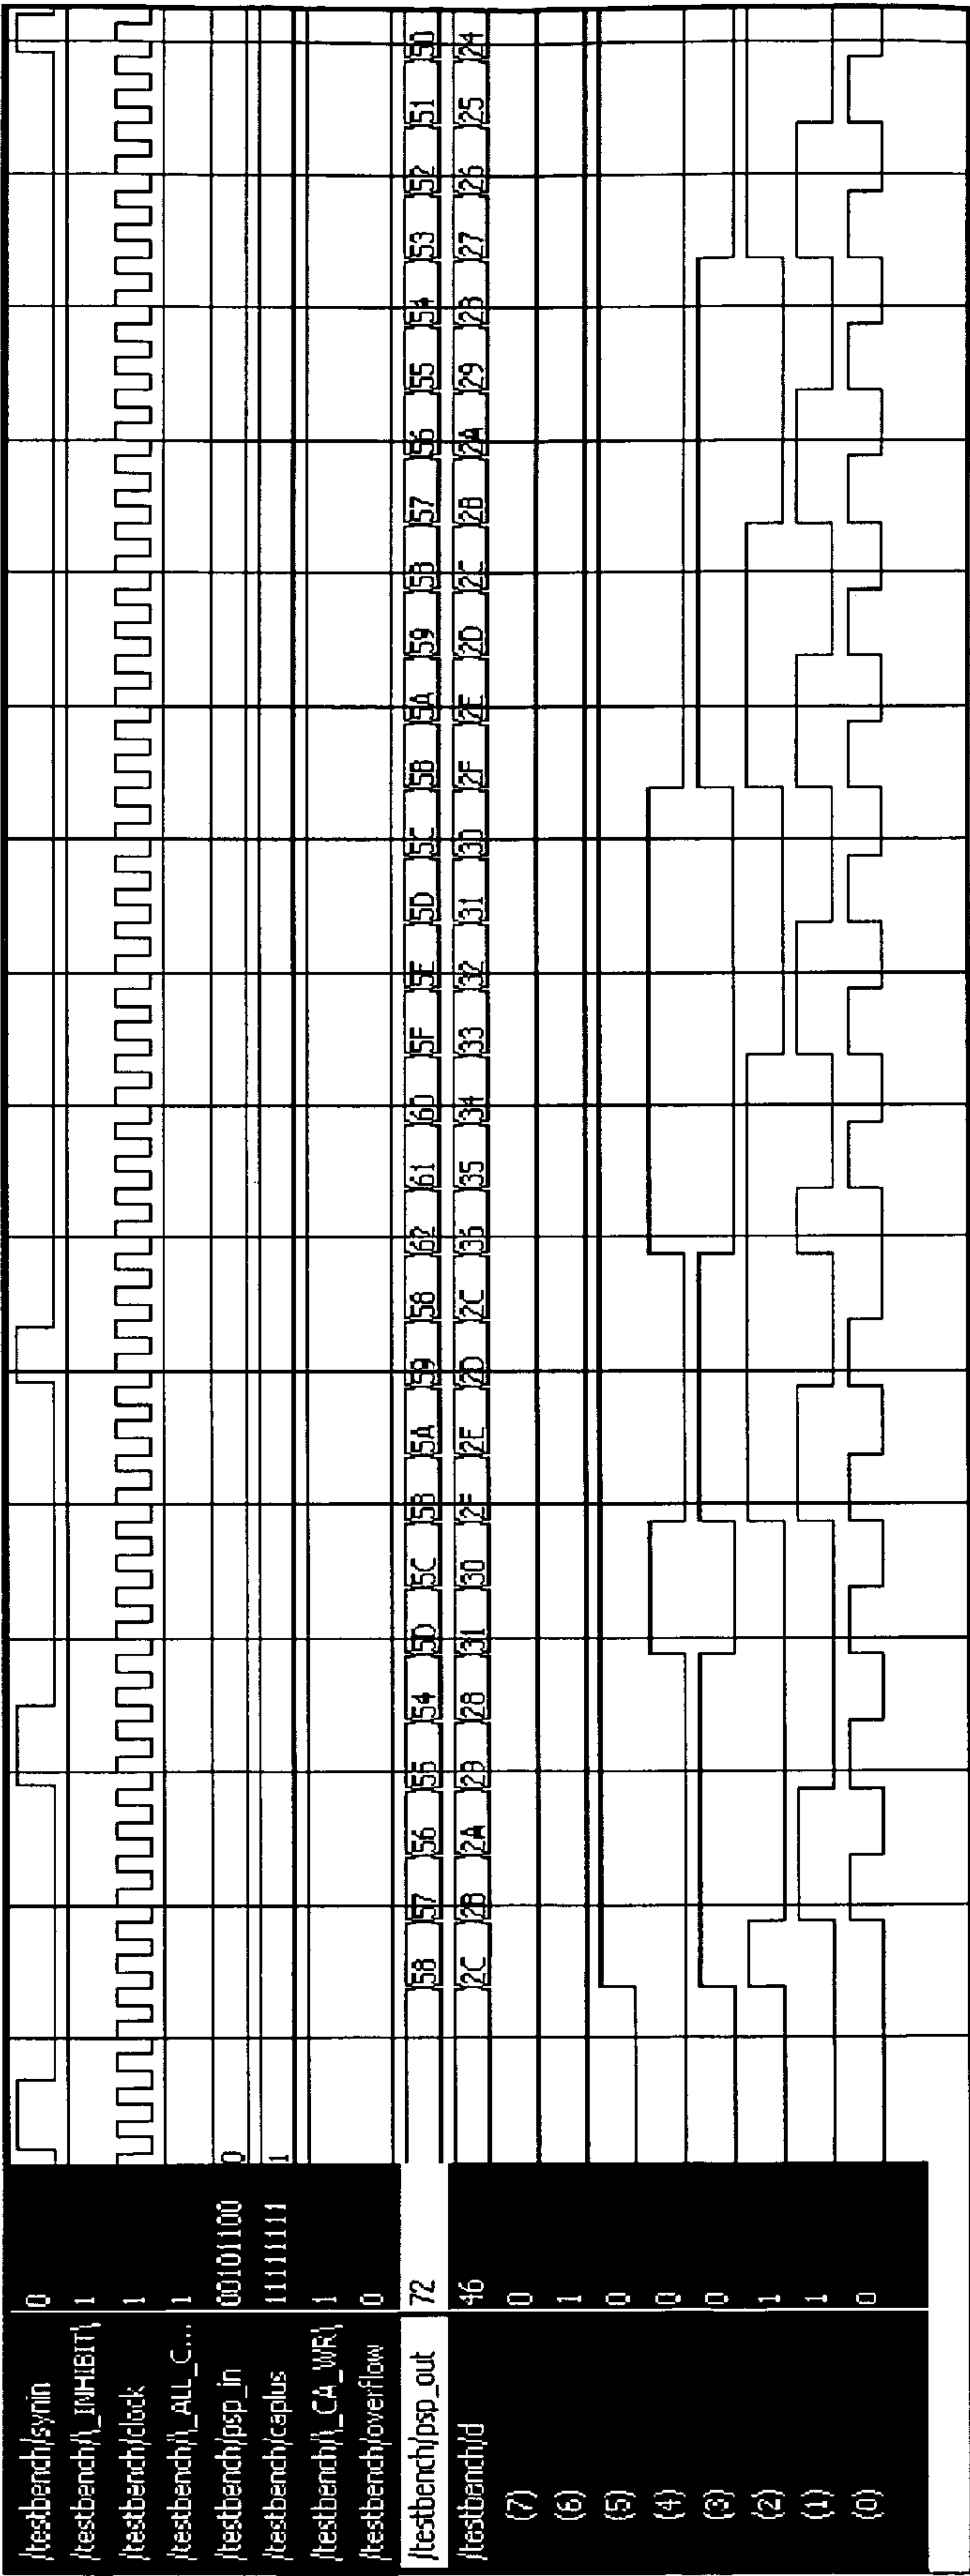 /testbench/synin 0
/testbench/\_INHIBIT\ 1
/testbench/clock 1
/testbench/\_ALL_C... 1
/testbench/psp_in 00101100 0
/testbench/caplus 11111111 1
/testbench/\_CA_WR\ 1
/testbench/overflow 0
/testbench/psp_out 72 58 57 56 55 54 5D 5C 5B 5A 59 58 62 61 60 5F 5E 5D 5C 5B 5A 59 58 57 56 55 54 53 52 51 50
/testbench/d 46 2C 2B 2A 29 28 31 30 2F 2E 2D 2C 36 35 34 33 32 31 30 2F 2E 2D 2C 2B 2A 29 28 27 26 25 24
(7) 0
(6) 1
(5) 0
(4) 0
(3) 0
(2) 1
(1) 1
(0) 0